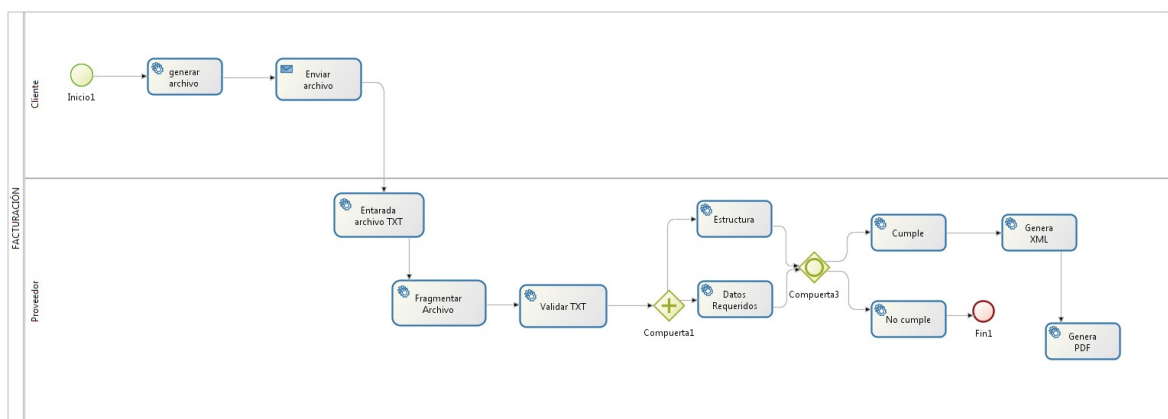 FACTURACIÓN
Cliente
Inicio1
generar
archivo
Enviar
archivo
Proveedor
Entarada
archivo TXT
Fragmentar
Archivo
Validar TXT
Compuerta1
Estructura
Datos
Requeridos
Compuerta3
Cumple
No cumple
Fin1
Genera
XML
Genera
PDF